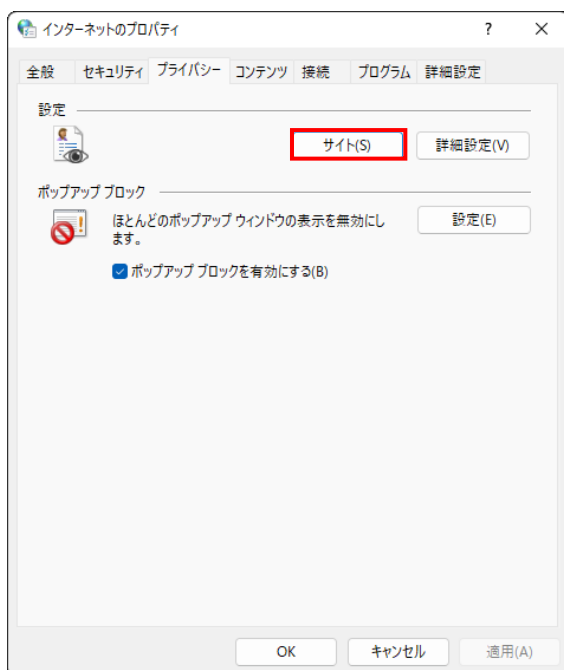 インターネットのプロパティ
全般 セキュリティ プライバシー コンテンツ 接続 プログラム 詳細設定
設定
サイト(S) 詳細設定(V)
ポップアップ ブロック
ほとんどのポップアップ ウィンドウの表示を無効にし
ます。
設定(E)
ポップアップ ブロックを有効にする(B)
OK キャンセル 適用(A)